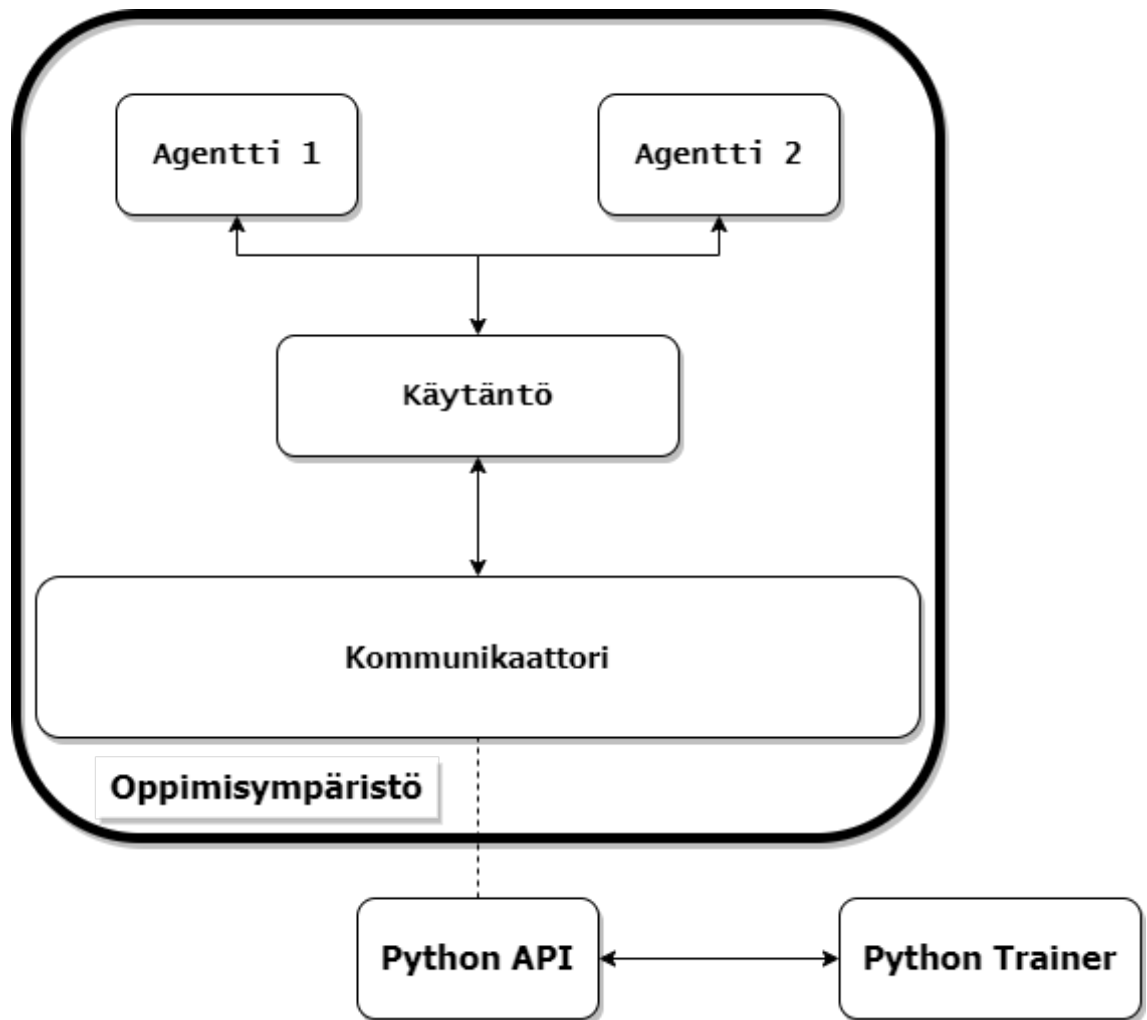 Agentti 1
Agentti 2
Käytäntö
Kommunikaattori
Oppimisympäristö
Python API
Python Trainer